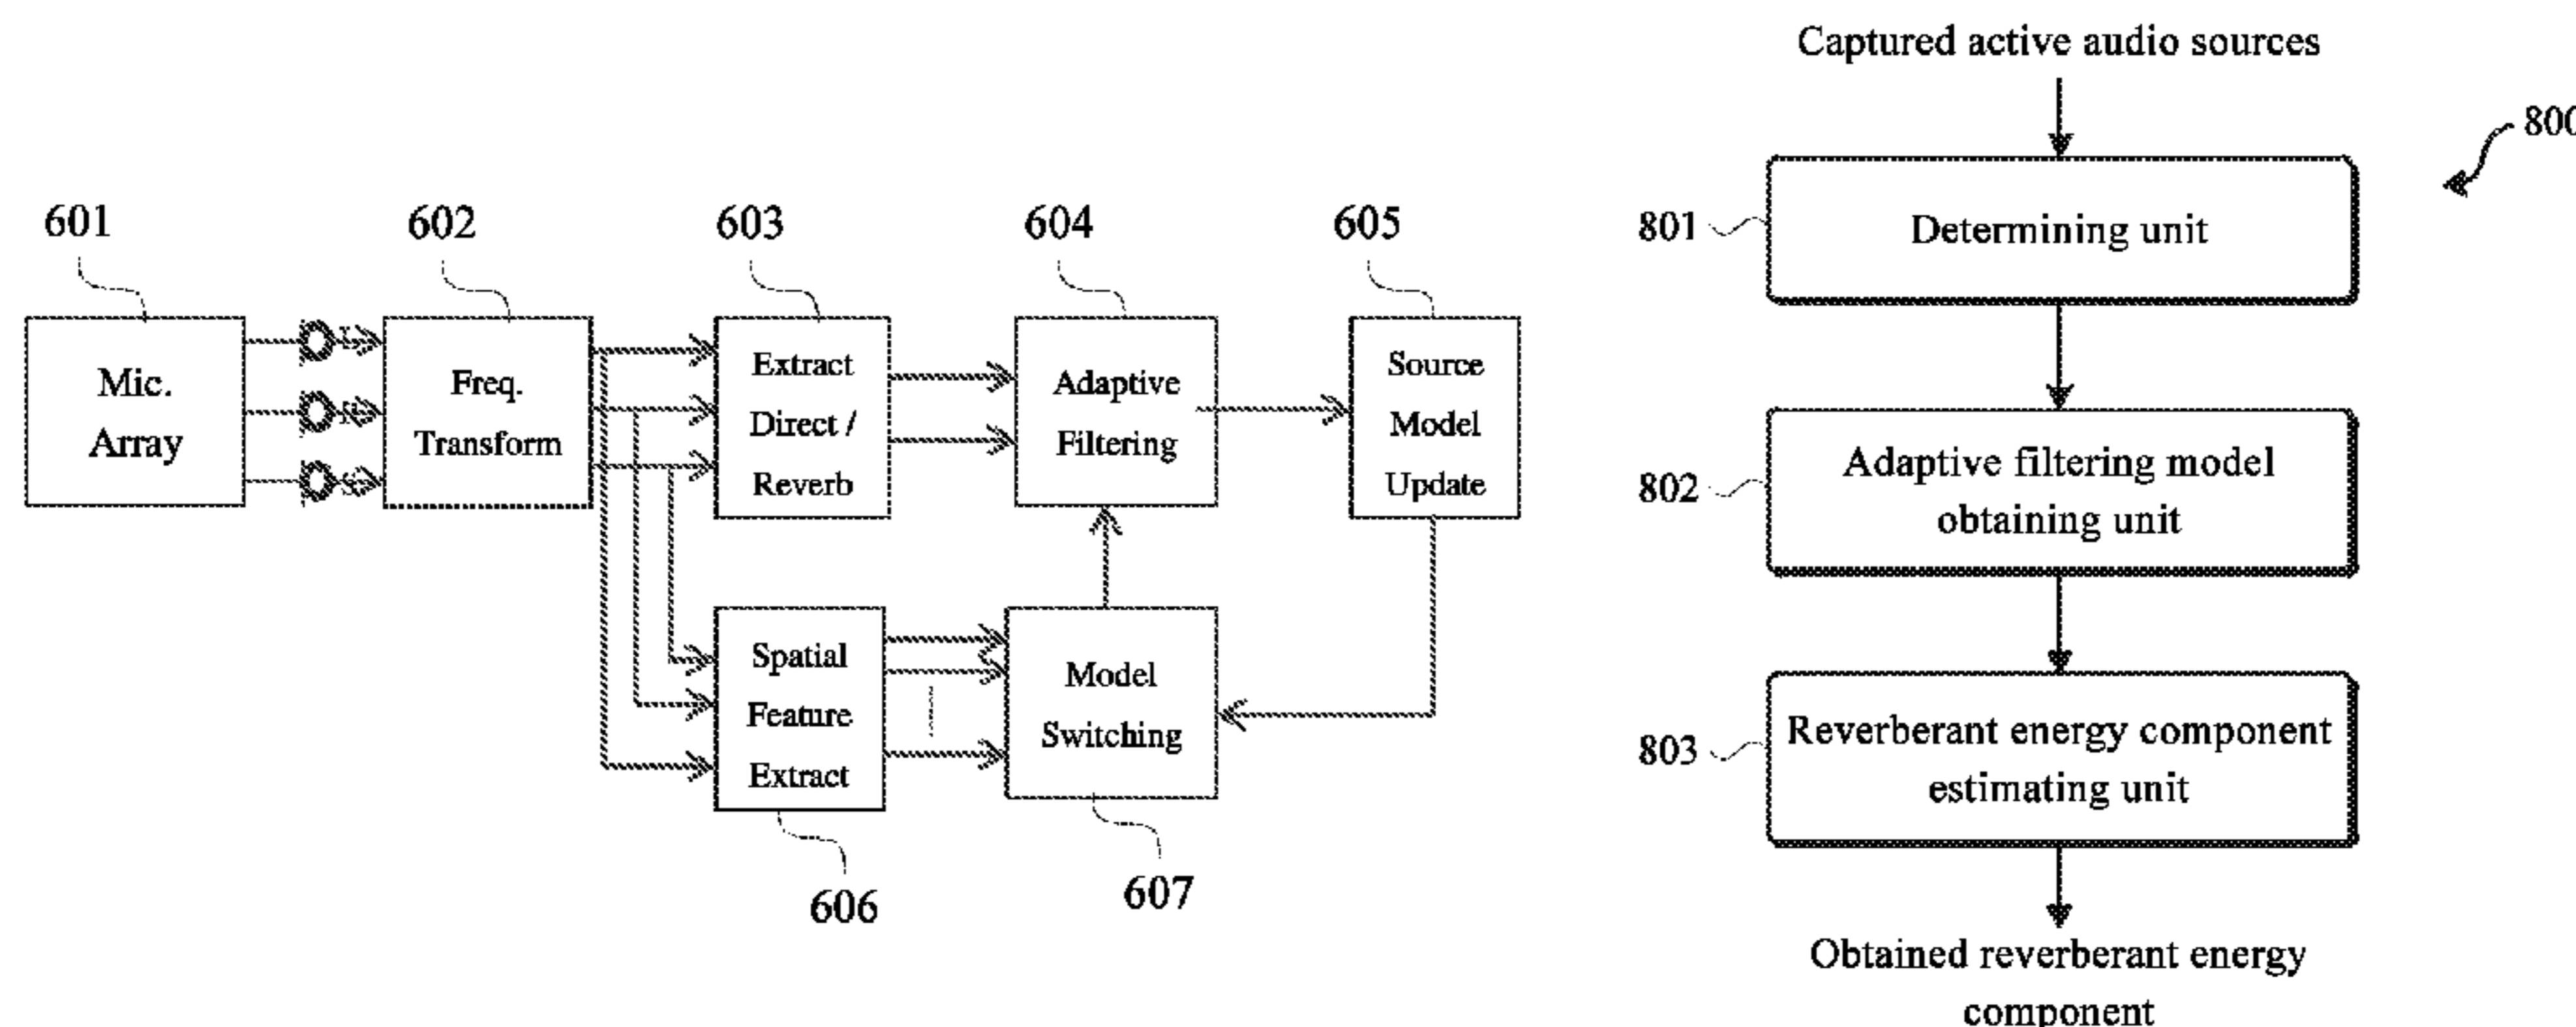 601
602
603
604
605
Mic.
Array
Freq.
Transform
Extract
Direct /
Reverb
Adaptive
Filtering
Source
Model
Update
Spatial
Feature
Extract
Model
Switching
606
607
Captured active audio sources
800
801
Determining unit
802
Adaptive filtering model
obtaining unit
803
Reverberant energy component
estimating unit
Obtained reverberant energy
component